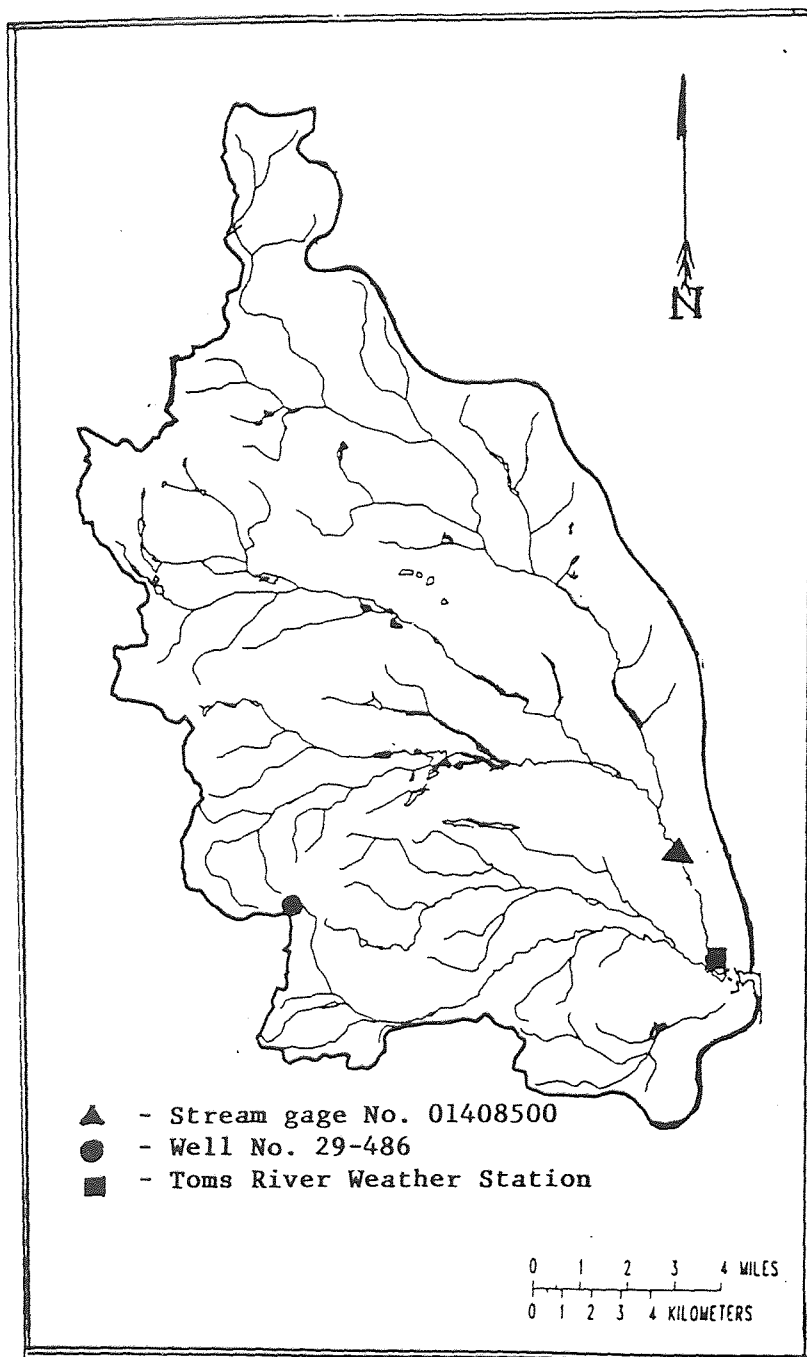 N
- Stream gage No. 01408500
- Well No. 29-486
- Toms River Weather Station
0 1 2 3 4 MILES
0 1 2 3 4 KILOMETERS